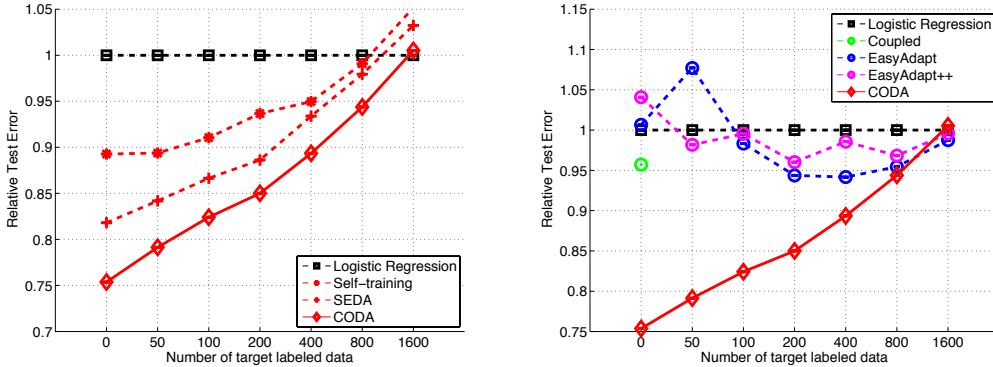 Relative Test Error
1
0.95
0.9
0.85
0.8
0.75
0.7
0 50 100 200 400 800 1600
Number of target labeled data
Logistic Regression
Self-training
SEDA
CODA
Relative Test Error
1.15
1.1
1.05
1
0.95
0.9
0.85
0.8
0.75
0 50 100 200 400 800 1600
Number of target labeled data
Logistic Regression
Coupled
EasyAdapt
EasyAdapt++
CODA